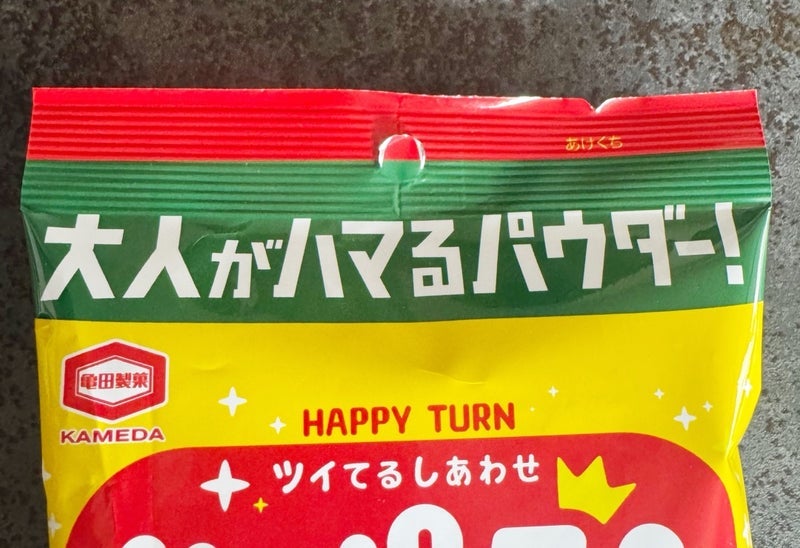 あけくち
大人がハマるパウダー!
亀田製菓
KAMEDA
HAPPY TURN
ツイてるしあわせ